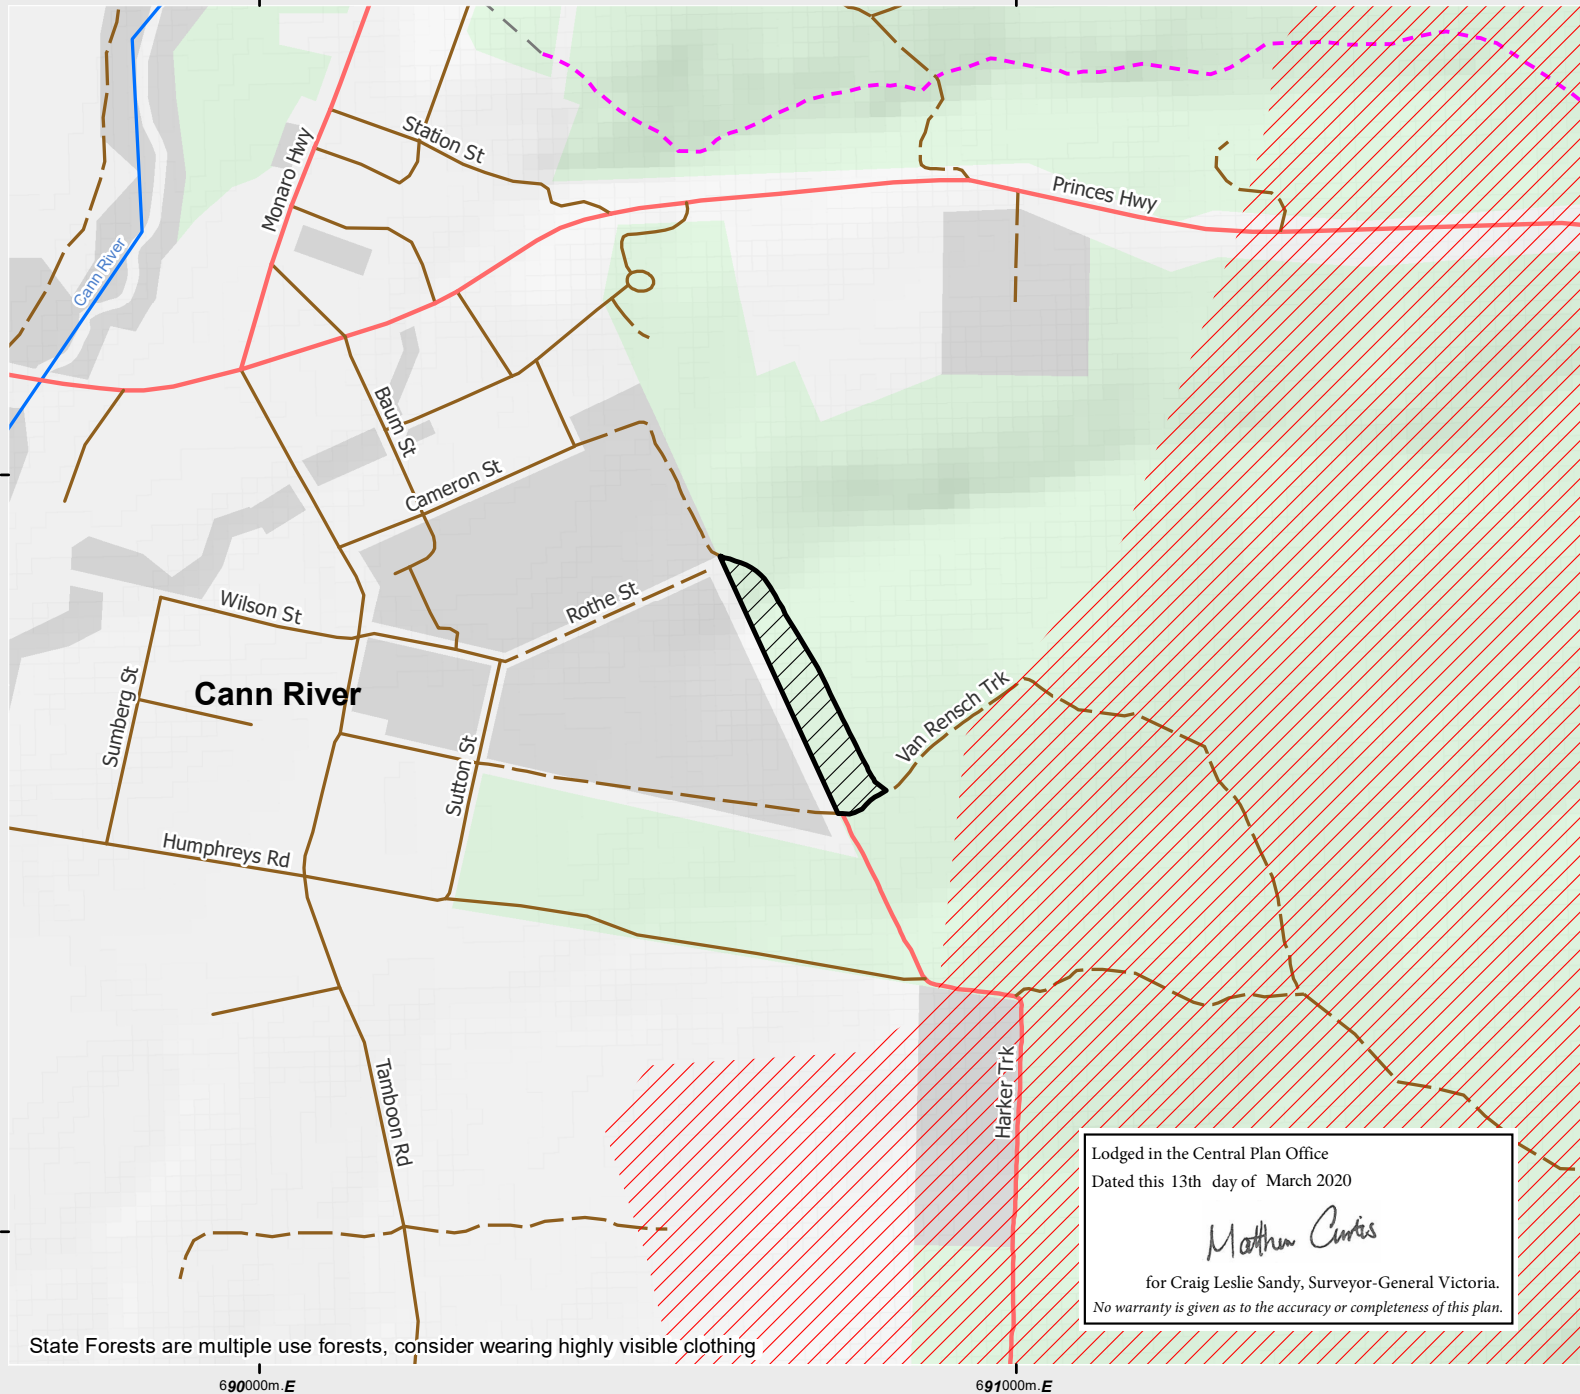 Station St
Monaro Hwy
Princes Hwy
Cann River
Baum St
Cameron St
Rothe St
Wilson St
Sumberg St
Cann River
Van Rensch Trk
Sutton St
Humphreys Rd
Tamboon Rd
Harker Trk
Lodged in the Central Plan Office
Dated this 13th day of March 2020
Matthew Curtis
for Craig Leslie Sandy, Surveyor-General Victoria.
No warranty is given as to the accuracy or completeness of this plan.
State Forests are multiple use forests, consider wearing highly visible clothing
690000m.E
691000m.E